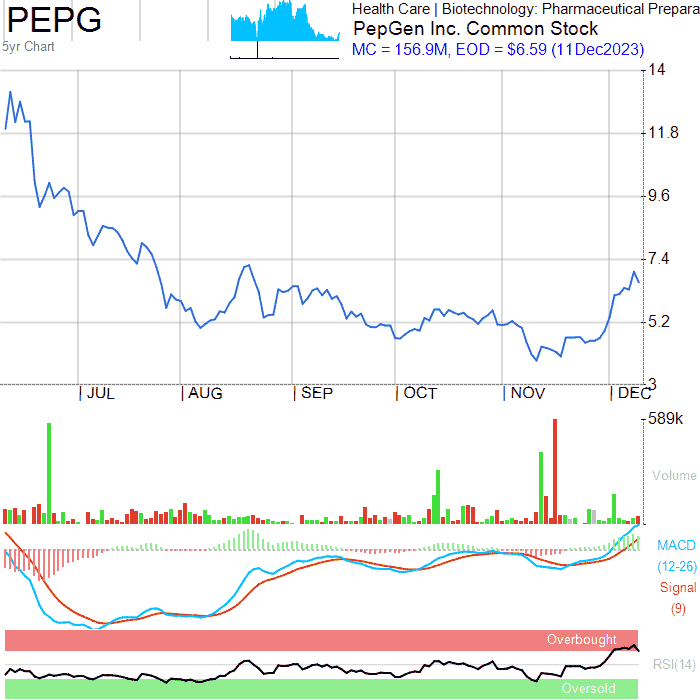 PEPG
5yr Chart
Health Care | Biotechnology: Pharmaceutical Prepara
PepGen Inc. Common Stock
MC = 156.9M, EOD = $6.59 (11Dec2023)
14
11.8
9.6
7.4
5.2
3
JUL
AUG
SEP
OCT
NOV
DEC
589k
Volume
MACD
(12-26)
Signal
(9)
Overbought
RSI(14)
Oversold